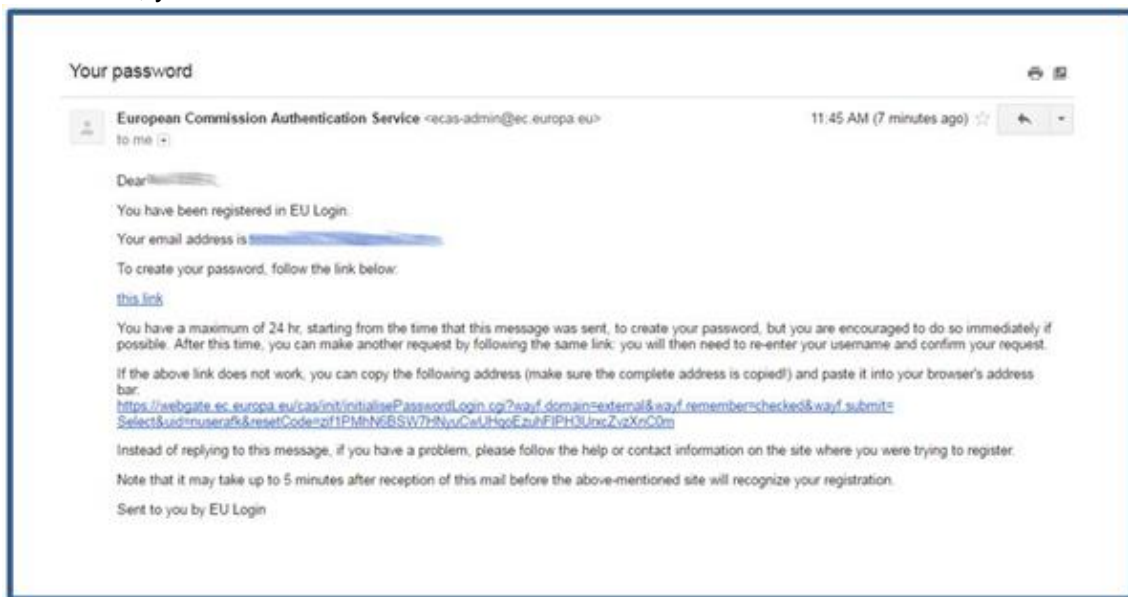 Your password
European Commission Authentication Service <ecas-admin@ec.europa.eu>
11:45 AM (7 minutes ago)
to me
Dear
You have been registered in EU Login.
Your email address is
To create your password, follow the link below:
this link
You have a maximum of 24 hr, starting from the time that this message was sent, to create your password, but you are encouraged to do so immediately if
possible. After this time, you can make another request by following the same link: you will then need to re-enter your username and confirm your request.
If the above link does not work, you can copy the following address (make sure the complete address is copied!) and paste it into your browser's address
bar:
https://webgate.ec.europa.eu/cas/init/initialisePasswordLogin.cgi?wayf.domain=external&wayf.remember=checked&wayf.submit=
Instead of replying to this message, if you have a problem, please follow the help or contact information on the site where you were trying to register.
Note that it may take up to 5 minutes after reception of this mail before the above-mentioned site will recognize your registration.
Sent to you by EU Login